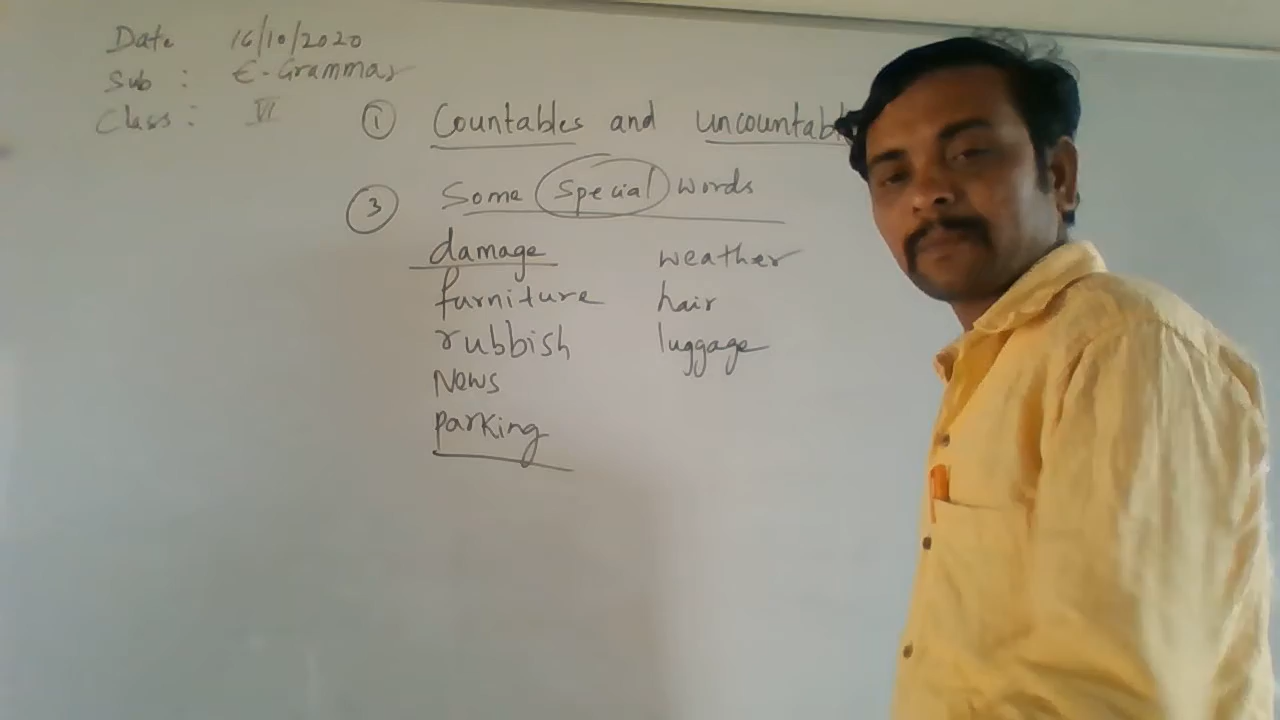 Date 16/10/2020
Sub : E-Grammar
Class : VI
① Countables and uncountabl
③ Some special words
damage weather
furniture hair
rubbish luggage
News
parking